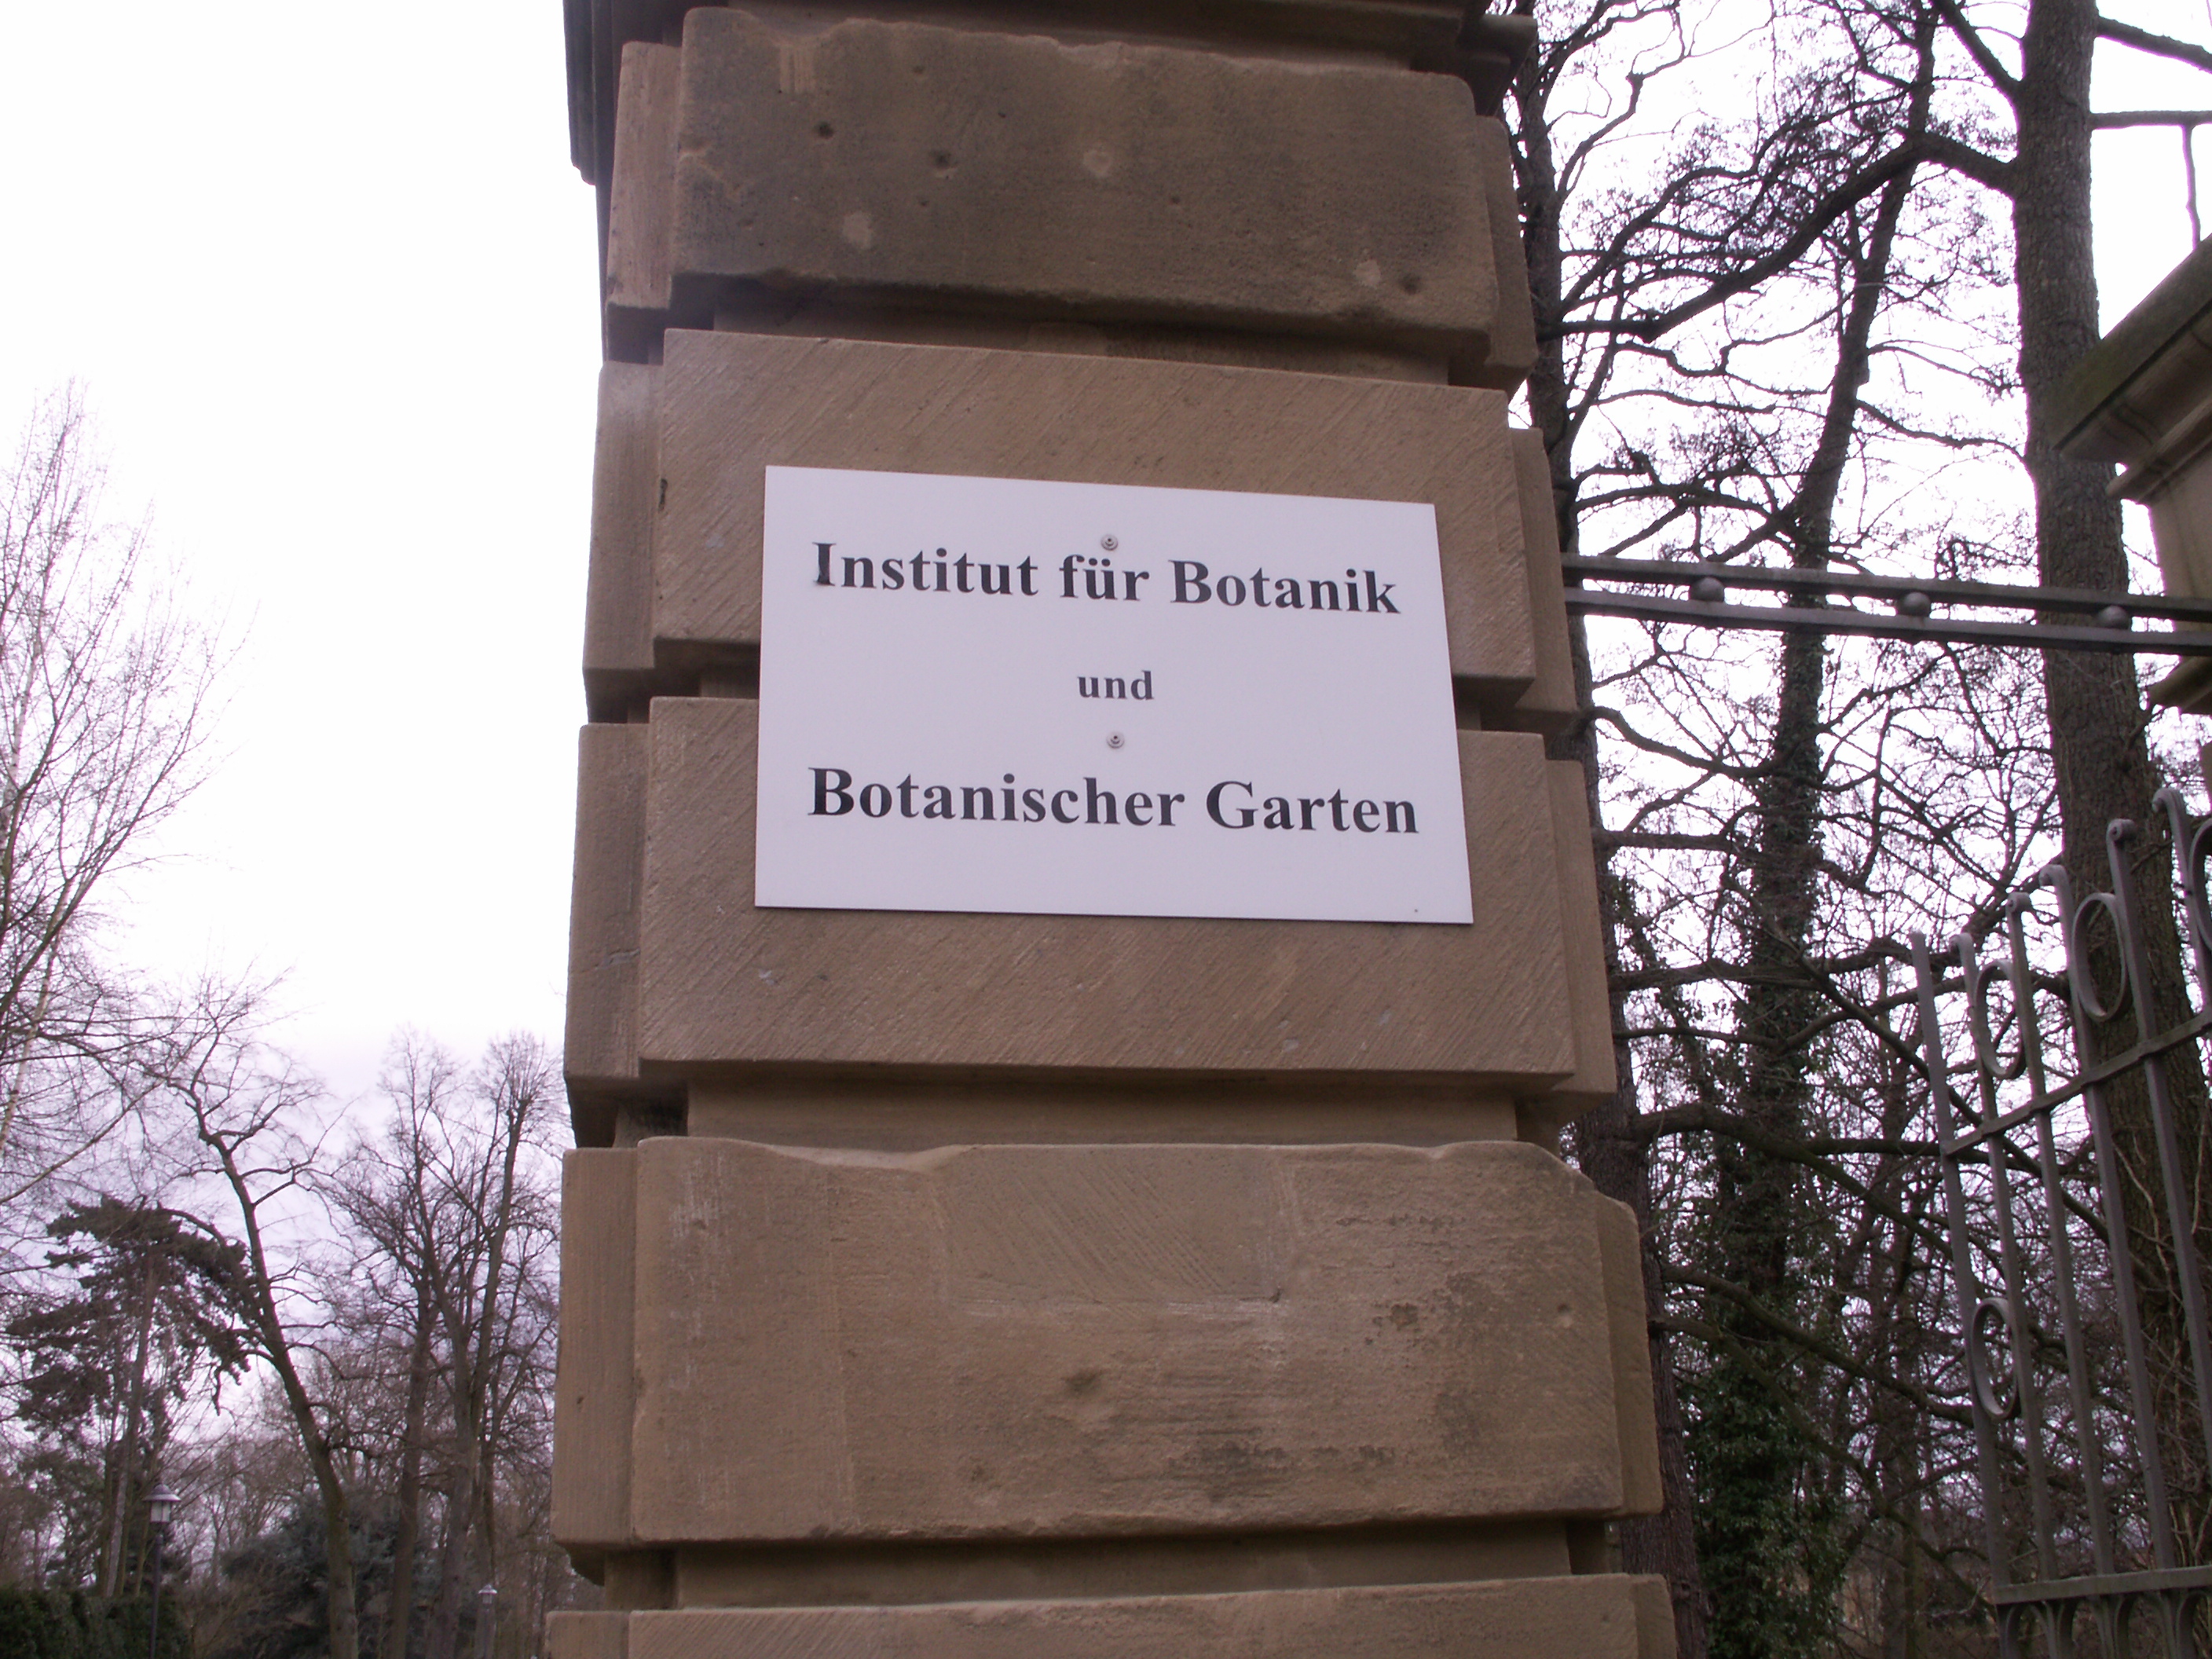 Institut für Botanik
und
Botanischer Garten